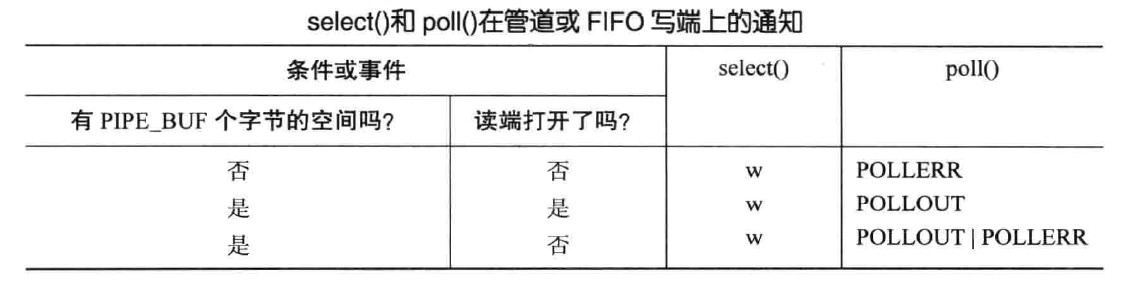 select()和 poll()在管道或 FIFO 写端上的通知
条件或事件 select() poll()
有 PIPE_BUF 个字节的空间吗? 读端打开了吗?
否 否 w POLLERR
是 是 w POLLOUT
是 否 w POLLOUT | POLLERR